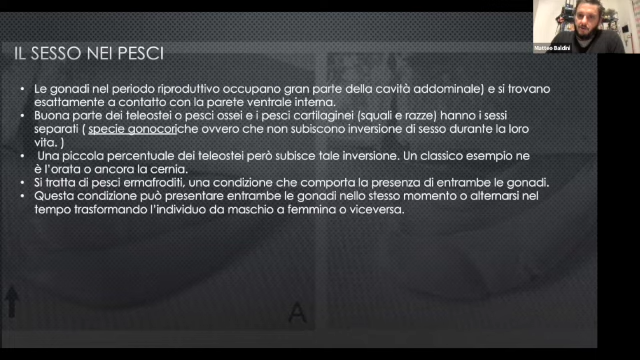 Matteo Baldini
IL SESSO NEI PESCI
• Le gonadi nel periodo riproduttivo occupano gran parte della cavità addominale) e si trovano
esattamente a contatto con la parete ventrale interna.
• Buona parte dei teleostei o pesci ossei e i pesci cartilaginei (squali e razze) hanno i sessi
separati ( specie gonocoriche ovvero che non subiscono inversione di sesso durante la loro
vita. )
• Una piccola percentuale dei teleostei però subisce tale inversione. Un classico esempio ne
è l'orata o ancora la cernia.
• Si tratta di pesci ermafroditi, una condizione che comporta la presenza di entrambe le gonadi.
• Questa condizione può presentare entrambe le gonadi nello stesso momento o alternarsi nel
tempo trasformando l'individuo da maschio a femmina o viceversa.
A